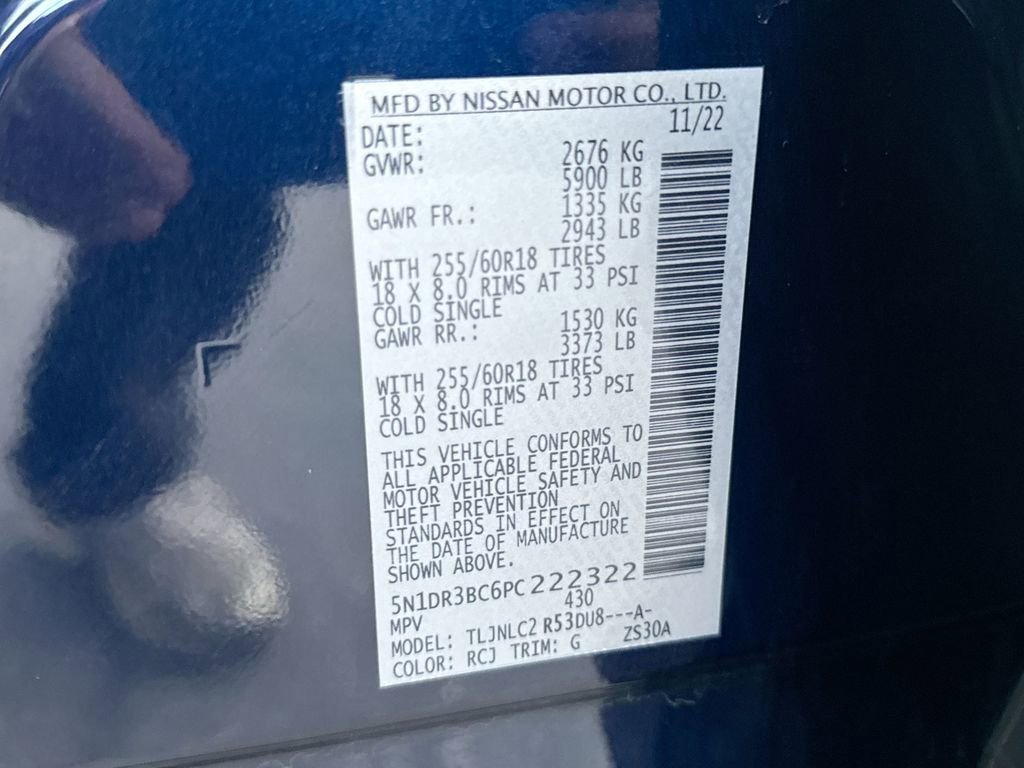 MFD BY NISSAN MOTOR CO., LTD.
DATE: 11/22
GVWR: 2676 KG
5900 LB
GAWR FR.: 1335 KG
2943 LB
WITH 255/60R18 TIRES
18 X 8.0 RIMS AT 33 PSI
COLD SINGLE
GAWR RR.: 1530 KG
3373 LB
WITH 255/60R18 TIRES
18 X 8.0 RIMS AT 33 PSI
COLD SINGLE
THIS VEHICLE CONFORMS TO
ALL APPLICABLE FEDERAL
MOTOR VEHICLE SAFETY AND
THEFT PREVENTION
STANDARDS IN EFFECT ON
THE DATE OF MANUFACTURE
SHOWN ABOVE.
5N1DR3BC6PC222322
MPV 430
MODEL: TLJNLC2 R53DU8---A-
COLOR: RCJ TRIM: G ZS30A